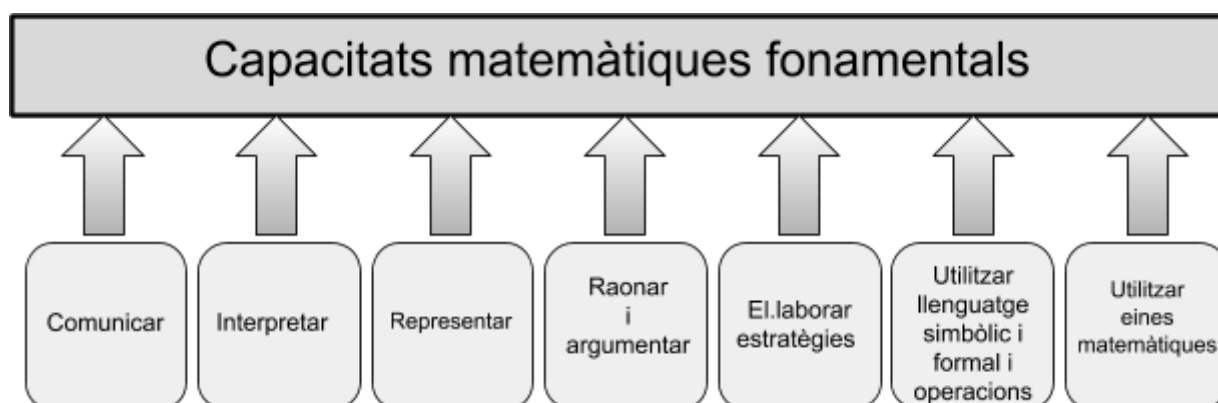 Capacitats matemàtiques fonamentals
Comunicar
Interpretar
Representar
Raonar
i
argumentar
El.laborar
estratègies
Utilitzar
llenguatge
simbòlic i
formal i
operacions
Utilitzar
eines
matemàtiques